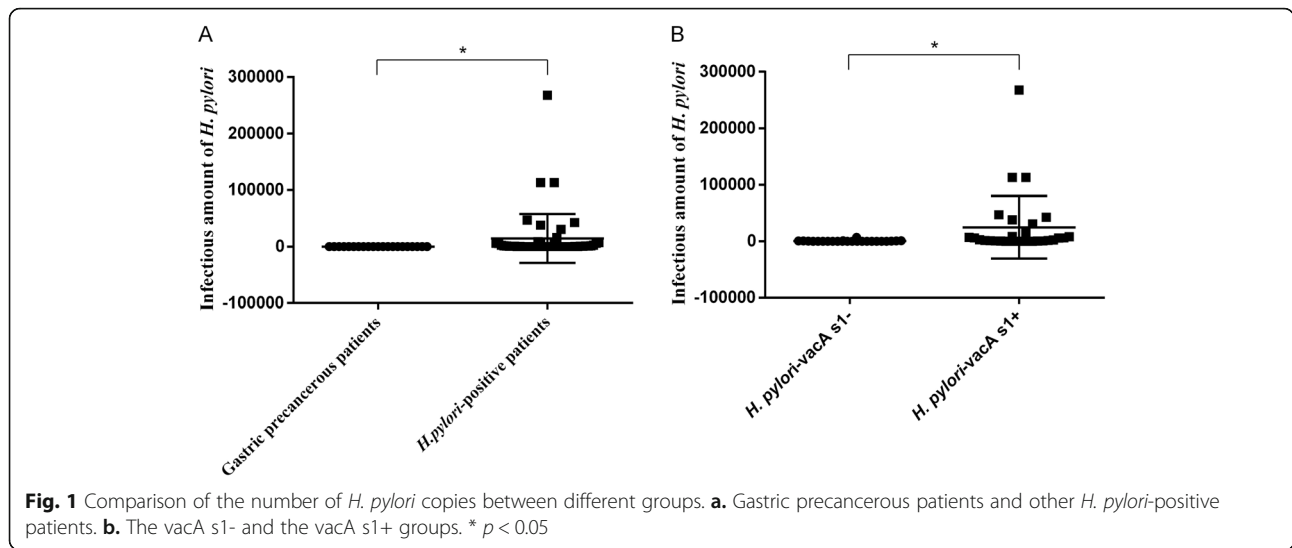 A
*
Infectious amount of H. pylori
300000
200000
100000
0
-100000
Gastric precancerous patients
H.pylori-positive patients
B
*
Infectious amount of H. pylori
300000
200000
100000
0
-100000
H. pylori-vacA s1-
H. pylori-vacA s1+
Fig. 1 Comparison of the number of H. pylori copies between different groups. a. Gastric precancerous patients and other H. pylori-positive
patients. b. The vacA s1- and the vacA s1+ groups. * p < 0.05